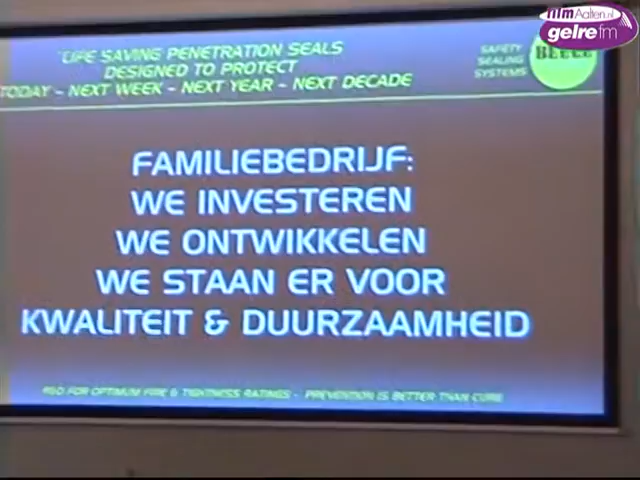 filmAalten.nl
gelre fm
LIFE SAVING PENETRATION SEALS
DESIGNED TO PROTECT
TODAY - NEXT WEEK - NEXT YEAR - NEXT DECADE
SAFETY
SEALING
SYSTEMS
BEELE
FAMILIEBEDRIJF:
WE INVESTEREN
WE ONTWIKKELEN
WE STAAN ER VOOR
KWALITEIT & DUURZAAMHEID
R&D FOR OPTIMUM FIRE & TIGHTNESS RATINGS - PREVENTION IS BETTER THAN CURE